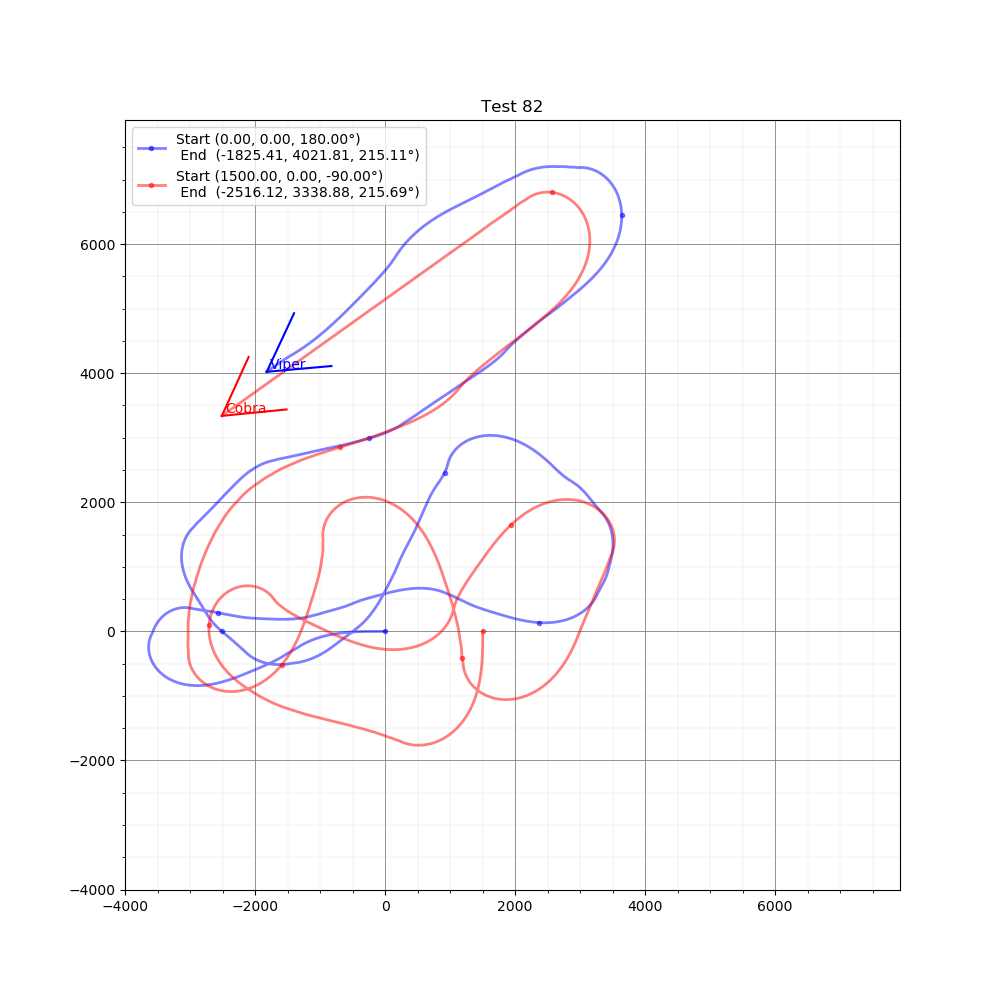 Test 82
Start (0.00, 0.00, 180.00°)
End  (-1825.41, 4021.81, 215.11°)
Start (1500.00, 0.00, -90.00°)
End  (-2516.12, 3338.88, 215.69°)
6000
4000
2000
0
−2000
−4000
Viper
Cobra
−4000
−2000
0
2000
4000
6000